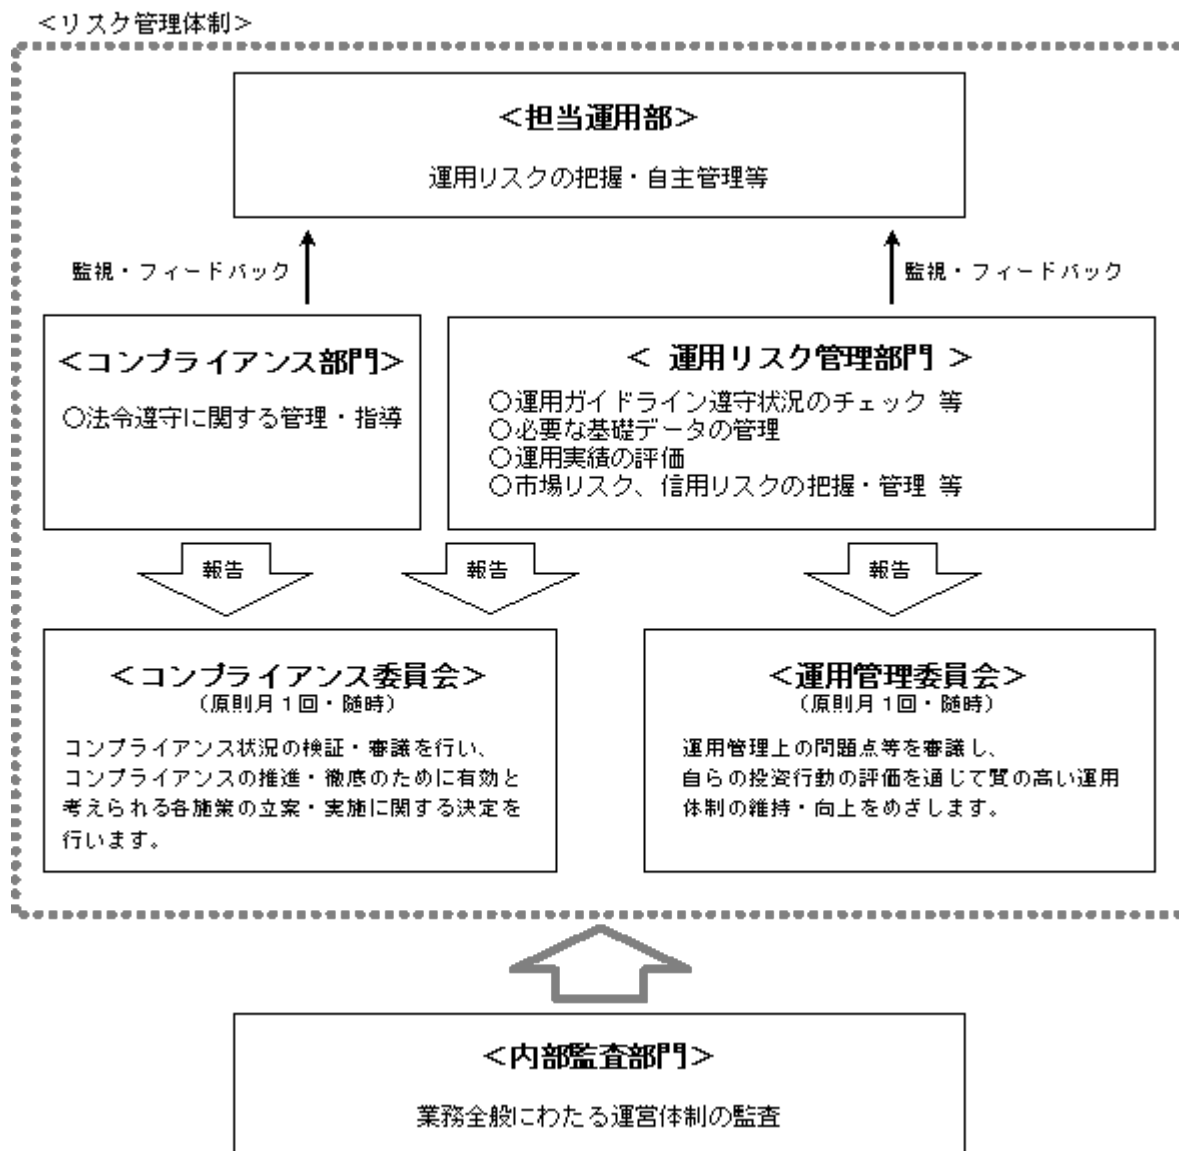 ＜リスク管理体制＞
＜担当運用部＞
運用リスクの把握・自主管理等
監視・フィードバック
監視・フィードバック
＜コンプライアンス部門＞
○法令遵守に関する管理・指導
＜ 運用リスク管理部門 ＞
○運用ガイドライン遵守状況のチェック 等
○必要な基礎データの管理
○運用実績の評価
○市場リスク、信用リスクの把握・管理 等
報告
報告
報告
＜コンプライアンス委員会＞
（原則月１回・随時）
コンプライアンス状況の検証・審議を行い、
コンプライアンスの推進・徹底のために有効と
考えられる各施策の立案・実施に関する決定を
行います。
＜運用管理委員会＞
（原則月１回・随時）
運用管理上の問題点等を審議し、
自らの投資行動の評価を通じて質の高い運用
体制の維持・向上をめざします。
＜内部監査部門＞
業務全般にわたる運営体制の監査